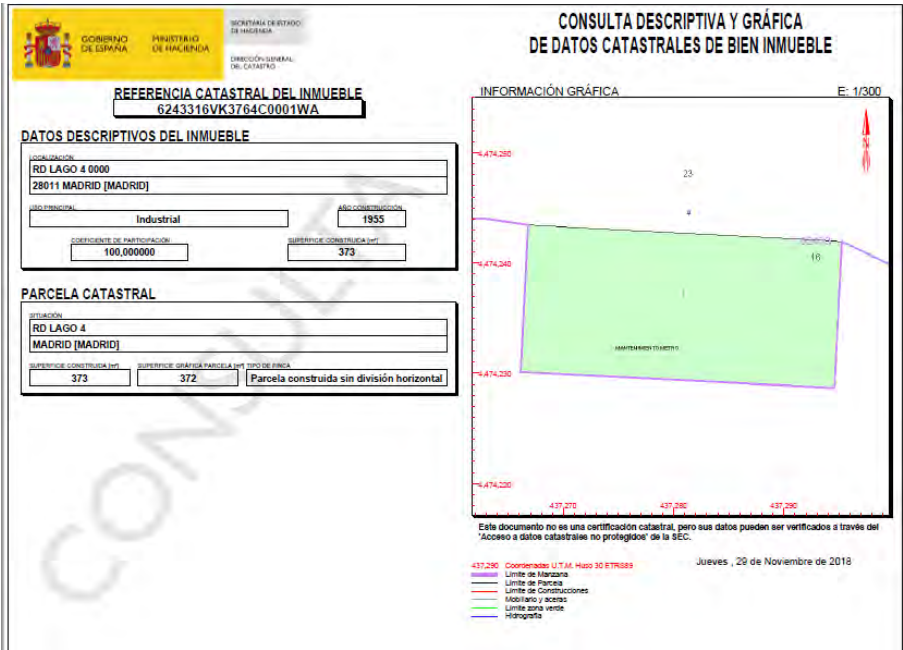 GOBIERNO DE ESPAÑA
MINISTERIO DE HACIENDA
SECRETARÍA DE ESTADO DE HACIENDA
DIRECCIÓN GENERAL DEL CATASTRO
CONSULTA DESCRIPTIVA Y GRÁFICA
DE DATOS CATASTRALES DE BIEN INMUEBLE
REFERENCIA CATASTRAL DEL INMUEBLE
6243316VK3764C0001WA
DATOS DESCRIPTIVOS DEL INMUEBLE
LOCALIZACIÓN
RD LAGO 4 0000
28011 MADRID [MADRID]
USO PRINCIPAL
Industrial
AÑO CONSTRUCCIÓN
1955
COEFICIENTE DE PARTICIPACIÓN
100,000000
SUPERFICIE CONSTRUIDA [m²]
373
PARCELA CATASTRAL
SITUACIÓN
RD LAGO 4
MADRID [MADRID]
SUPERFICIE CONSTRUIDA [m²]
373
SUPERFICIE GRÁFICA PARCELA [m²]
372
TIPO DE FINCA
Parcela construida sin división horizontal
CONSULTA
INFORMACIÓN GRÁFICA E: 1/300
4,474,250
23
4,474,240
16
I
MANTENIMIENTO METRO
4,474,230
4,474,220
437,270 437,280 437,290
Este documento no es una certificación catastral, pero sus datos pueden ser verificados a través del
"Acceso a datos catastrales no protegidos" de la SEC.
437,290 Coordenadas U.T.M. Huso 30 ETRS89
Jueves , 29 de Noviembre de 2018
Límite de Manzana
Límite de Parcela
Límite de Construcciones
Mobiliario y aceras
Límite zona verde
Hidrografía